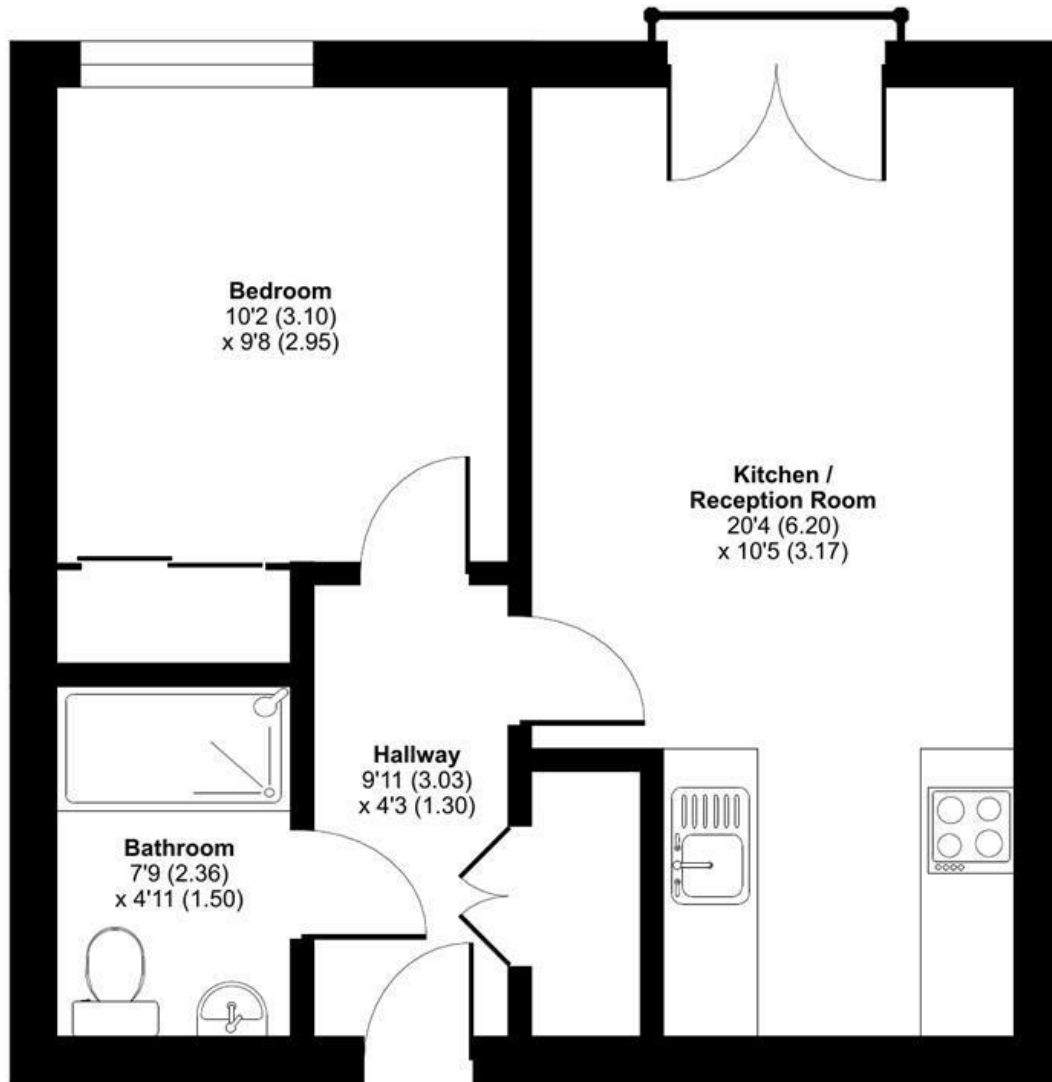 Bedroom
10'2 (3.10)
x 9'8 (2.95)
Kitchen /
Reception Room
20'4 (6.20)
x 10'5 (3.17)
Hallway
9'11 (3.03)
x 4'3 (1.30)
Bathroom
7'9 (2.36)
x 4'11 (1.50)